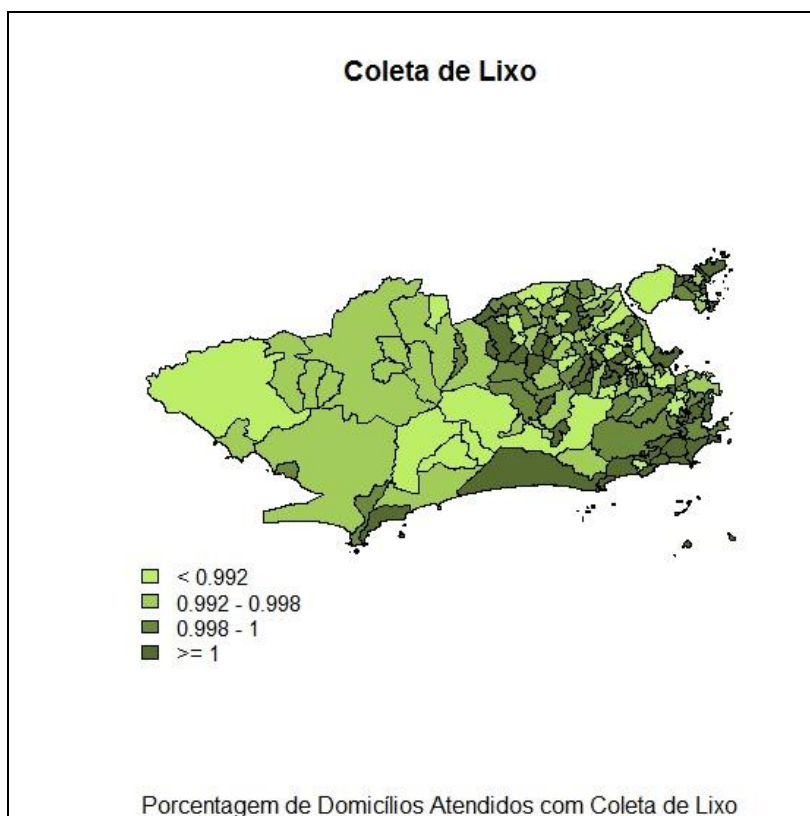 Coleta de Lixo
< 0.992
0.992 - 0.998
0.998 - 1
>= 1
Porcentagem de Domicílios Atendidos com Coleta de Lixo